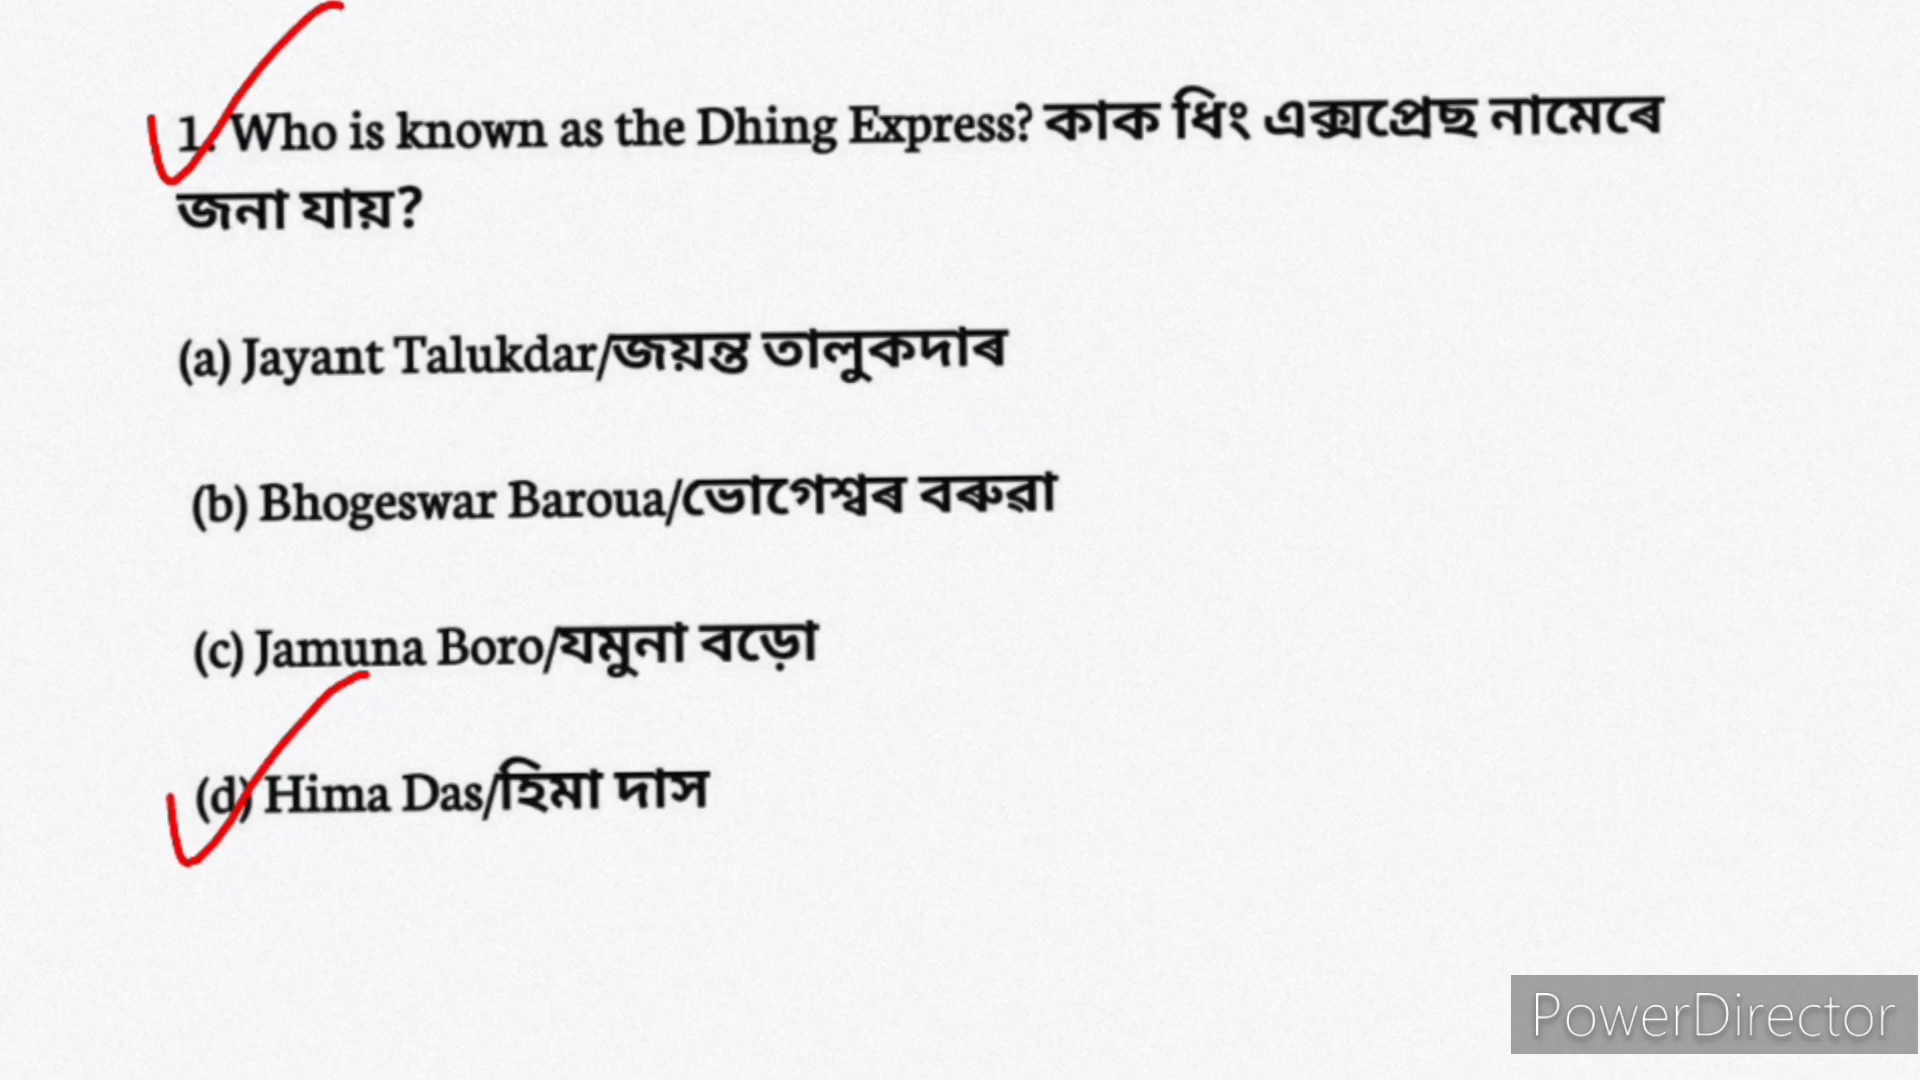 1. Who is known as the Dhing Express? কাক ধিং এক্সপ্ৰেছ নামেৰে
জনা যায়?
(a) Jayant Talukdar/জয়ন্ত তালুকদাৰ
(b) Bhogeswar Baroua/ভোগেশ্বৰ বৰুৱা
(c) Jamuna Boro/যমুনা বড়ো
(d) Hima Das/হিমা দাস
PowerDirector